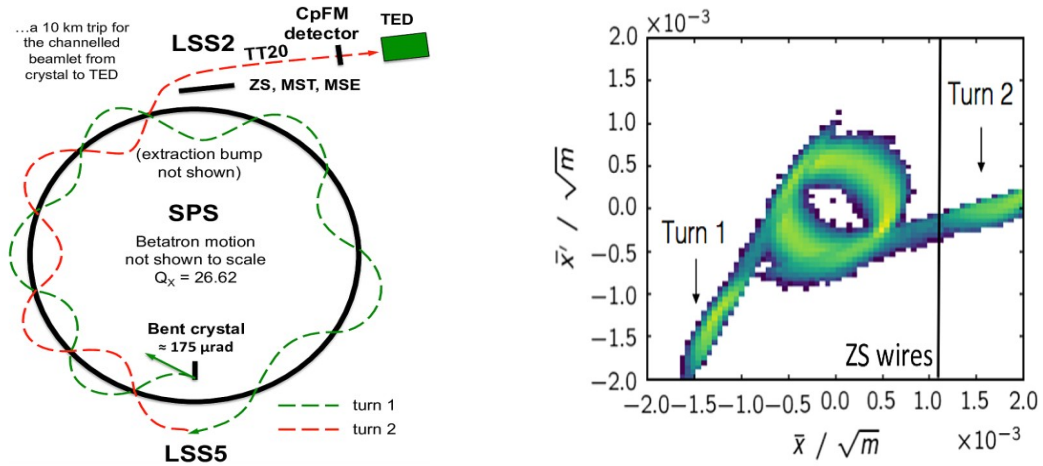 ...a 10 km trip for
the channelled
beamlet from
crystal to TED
LSS2
TT20
CpFM
detector
TED
ZS, MST, MSE
(extraction bump
not shown)
SPS
Betatron motion
not shown to scale
Qx = 26.62
Bent crystal
≈ 175 µrad
turn 1
turn 2
LSS5
×10⁻³
2.0
1.5
1.0
0.5
0.0
−0.5
−1.0
−1.5
−2.0
x̄′ / √m
Turn 1
Turn 2
ZS wires
−2.0 −1.5 −1.0 −0.5 0.0 0.5 1.0 1.5 2.0
x̄ / √m
×10⁻³